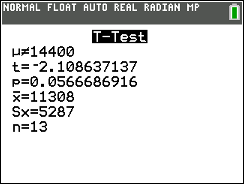 NORMAL FLOAT AUTO REAL RADIAN MP
T-Test
μ≠14400
t=-2.108637137
p=0.0566686916
x̄=11308
Sx=5287
n=13